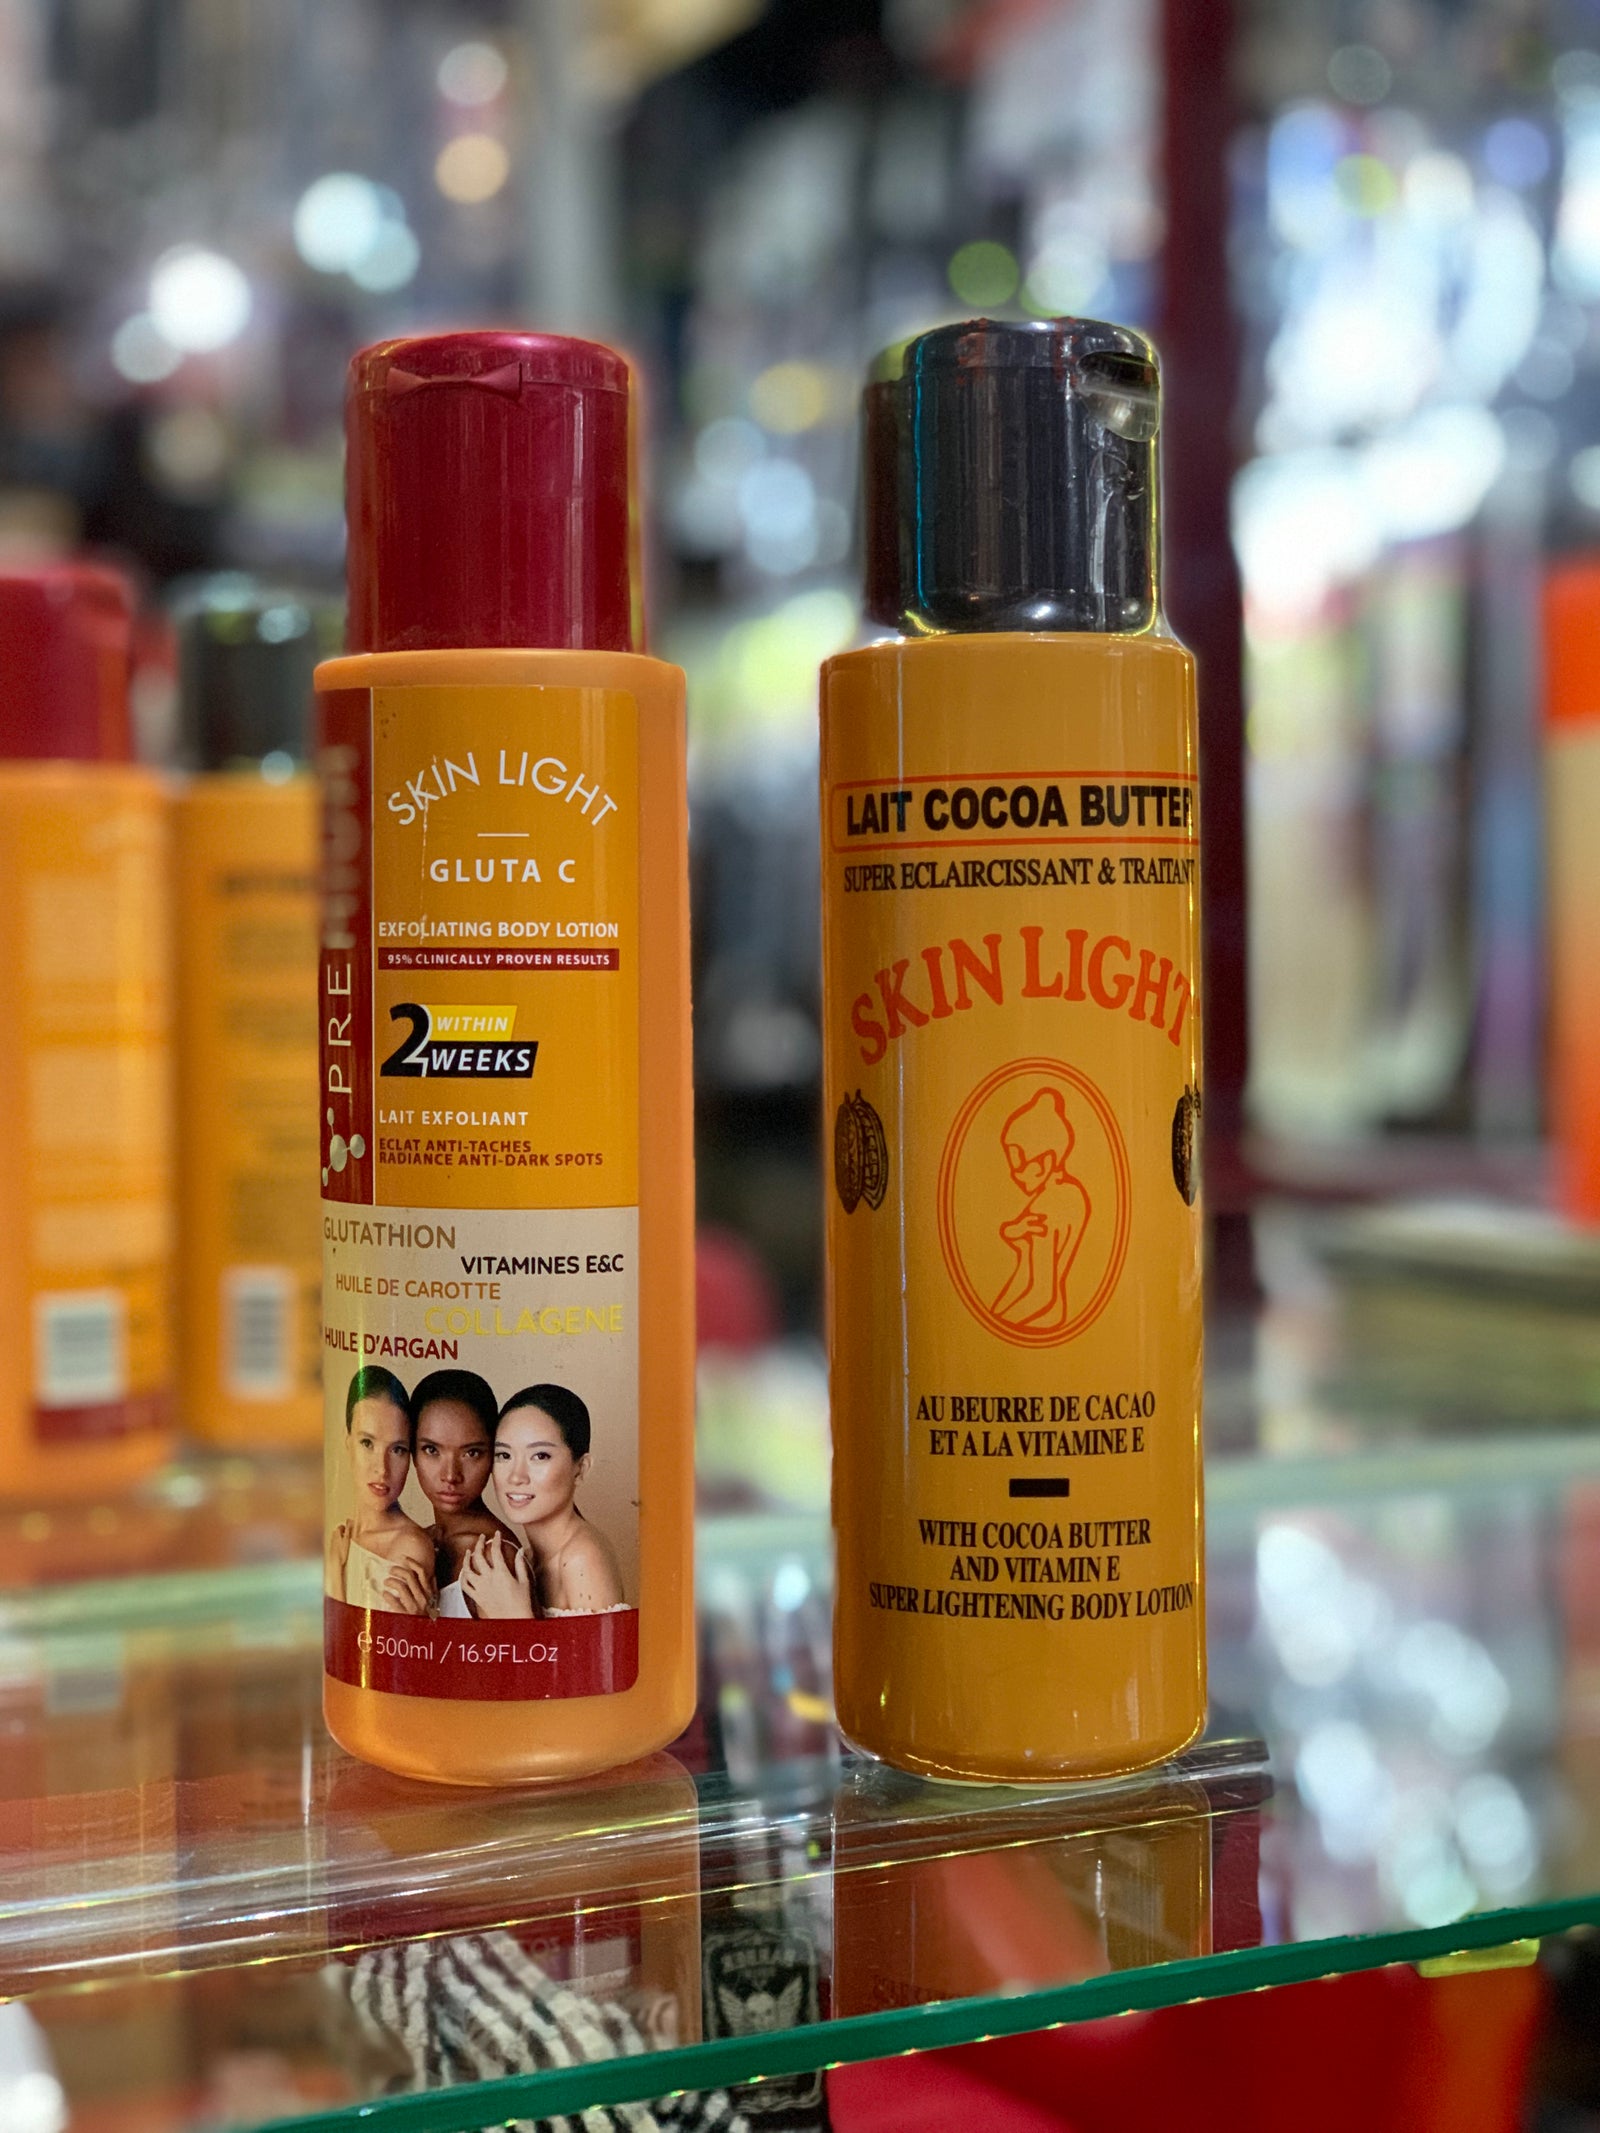 SKIN LIGHT
GLUTA C
EXFOLIATING BODY LOTION
95% CLINICALLY PROVEN RESULTS
2 WITHIN
WEEKS
LAIT EXFOLIANT
ECLAT ANTI-TACHES
RADIANCE ANTI-DARK SPOTS
GLUTATHION
VITAMINES E&C
HUILE DE CAROTTE
COLLAGENE
HUILE D'ARGAN
e 500ml / 16.9FL.Oz
LAIT COCOA BUTTER
SUPER ECLAIRCISSANT & TRAITANT
SKIN LIGHT
AU BEURRE DE CACAO
ET A LA VITAMINE E
WITH COCOA BUTTER
AND VITAMIN E
SUPER LIGHTENING BODY LOTION